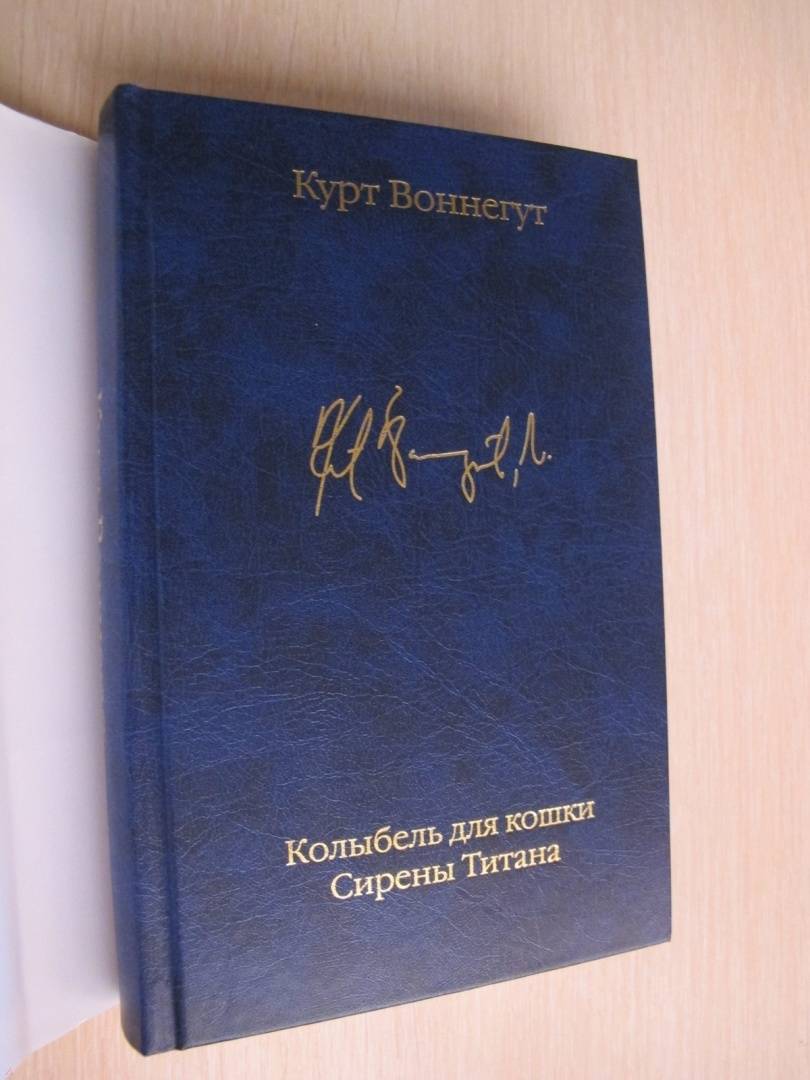 Курт Воннегут
Колыбель для кошки
Сирены Титана